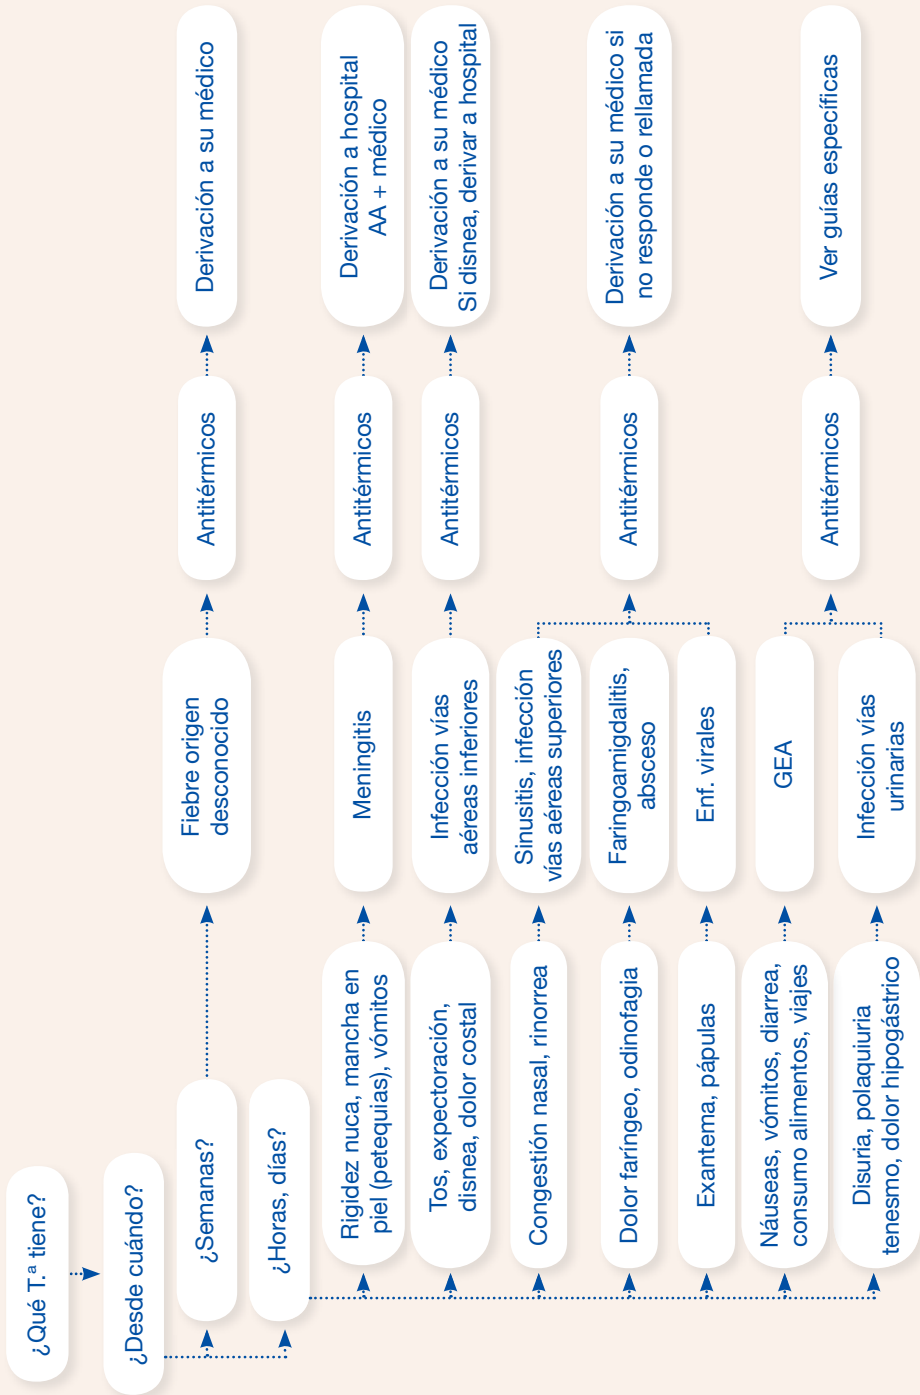 ¿Qué T.ª tiene?
¿Desde cuándo?
¿Semanas?
Fiebre origen
desconocido
Antitérmicos
Derivación a su médico
¿Horas, días?
Rigidez nuca, mancha en
piel (petequias), vómitos
Meningitis
Antitérmicos
Derivación a hospital
AA + médico
Tos, expectoración,
disnea, dolor costal
Infección vías
aéreas inferiores
Antitérmicos
Derivación a su médico
Si disnea, derivar a hospital
Congestión nasal, rinorrea
Sinusitis, infección
vías aéreas superiores
Dolor faríngeo, odinofagia
Faringoamigdalitis,
absceso
Exantema, pápulas
Enf. virales
Antitérmicos
Derivación a su médico si
no responde o rellamada
Náuseas, vómitos, diarrea,
consumo alimentos, viajes
GEA
Disuria, polaquiuria
tenesmo, dolor hipogástrico
Infección vías
urinarias
Antitérmicos
Ver guías específicas